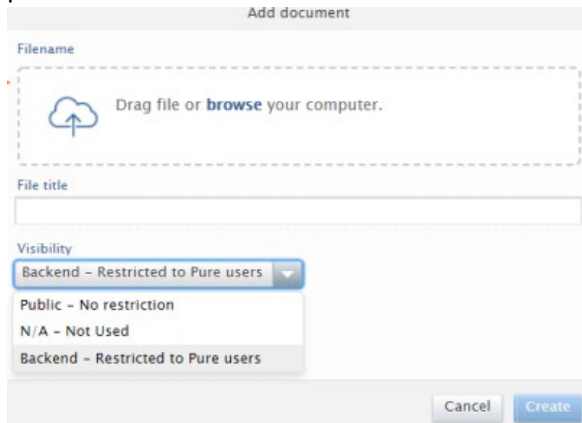 Add document
Filename
Drag file or browse your computer.
File title
Visibility
Backend – Restricted to Pure users
Public – No restriction
N/A – Not Used
Backend – Restricted to Pure users
Cancel Create